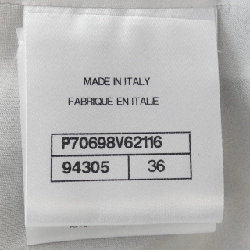 MADE IN ITALY
FABRIQUE EN ITALIE
P70698V62116
94305 36